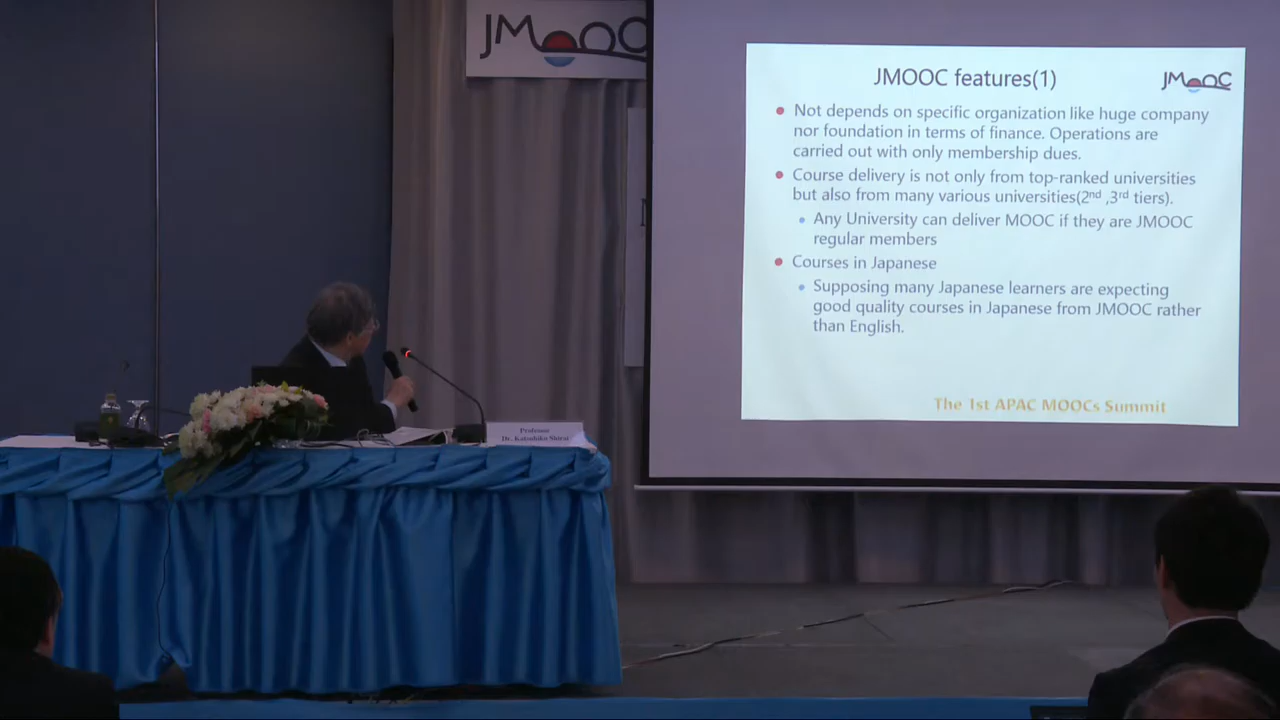 JMOOC
JMOOC features(1)
JMOOC
Not depends on specific organization like huge company
nor foundation in terms of finance. Operations are
carried out with only membership dues.
Course delivery is not only from top-ranked universities
but also from many various universities(2nd ,3rd tiers).
Any University can deliver MOOC if they are JMOOC
regular members
Courses in Japanese
Supposing many Japanese learners are expecting
good quality courses in Japanese from JMOOC rather
than English.
The 1st APAC MOOCs Summit
Professor
Dr. Katsuhiko Shirai